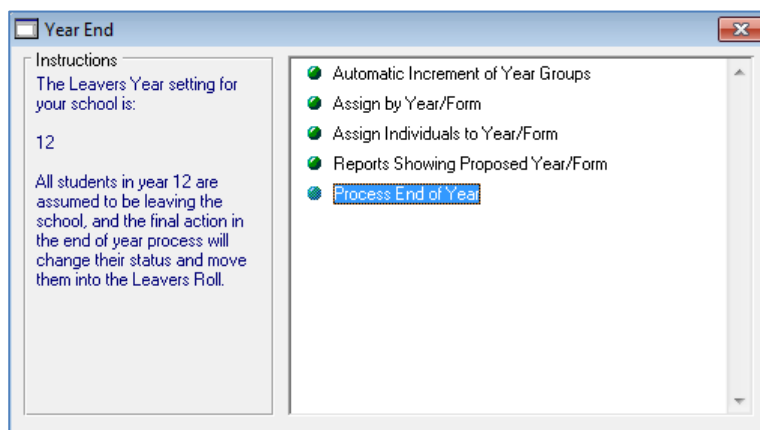 Year End
Instructions
The Leavers Year setting for
your school is:
12
All students in year 12 are
assumed to be leaving the
school, and the final action in
the end of year process will
change their status and move
them into the Leavers Roll.
Automatic Increment of Year Groups
Assign by Year/Form
Assign Individuals to Year/Form
Reports Showing Proposed Year/Form
Process End of Year